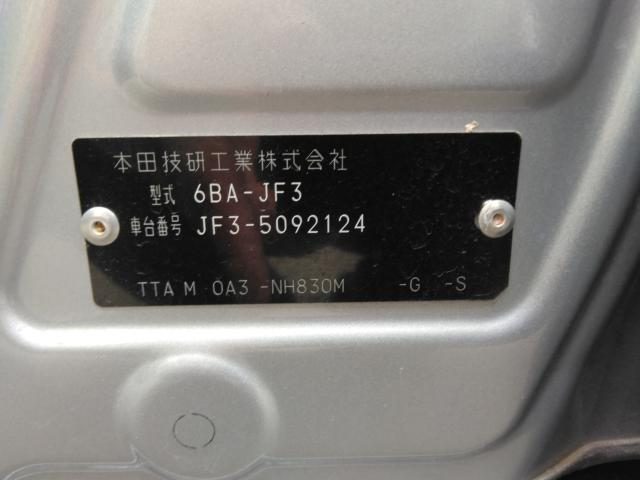 本田技研工業株式会社
型式 6BA-JF3
車台番号 JF3-5092124
TTA M 0A3 -NH830M -G -S